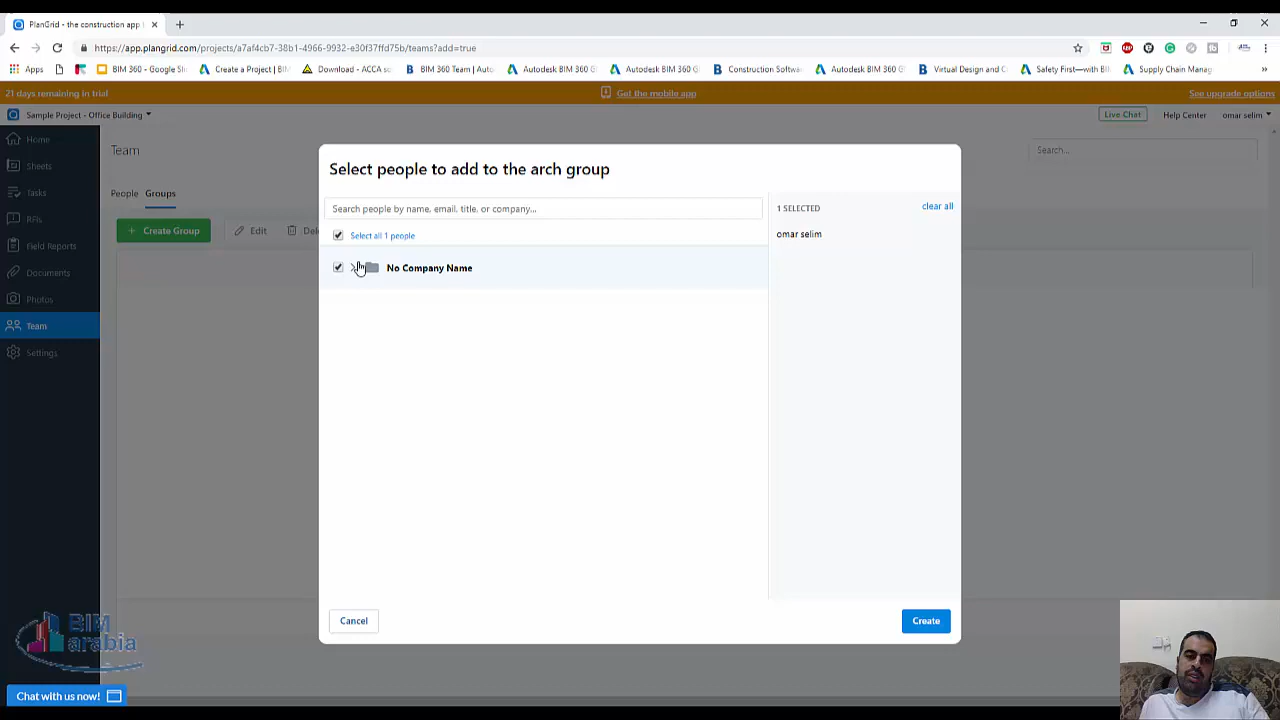 PlanGrid - the construction app
https://app.plangrid.com/projects/a7af4cb7-38b1-4966-9932-e30f37ffd75b/teams?add=true
Apps BIM 360 - Google Sli Create a Project | BIM Download - ACCA so BIM 360 Team | Auto Autodesk BIM 360 G Autodesk BIM 360 G Construction Softwa Autodesk BIM 360 G Virtual Design and C Safety First—with BI Supply Chain Manag
21 days remaining in trial Get the mobile app See upgrade options
Sample Project - Office Building Live Chat Help Center omar selim
Home
Sheets
Tasks
RFIs
Field Reports
Documents
Photos
Team
Settings
Team
Search...
People Groups
Create Group Edit
Select people to add to the arch group
Search people by name, email, title, or company...
Select all 1 people
No Company Name
1 SELECTED clear all
omar selim
Cancel Create
BIM
arabia
Chat with us now!